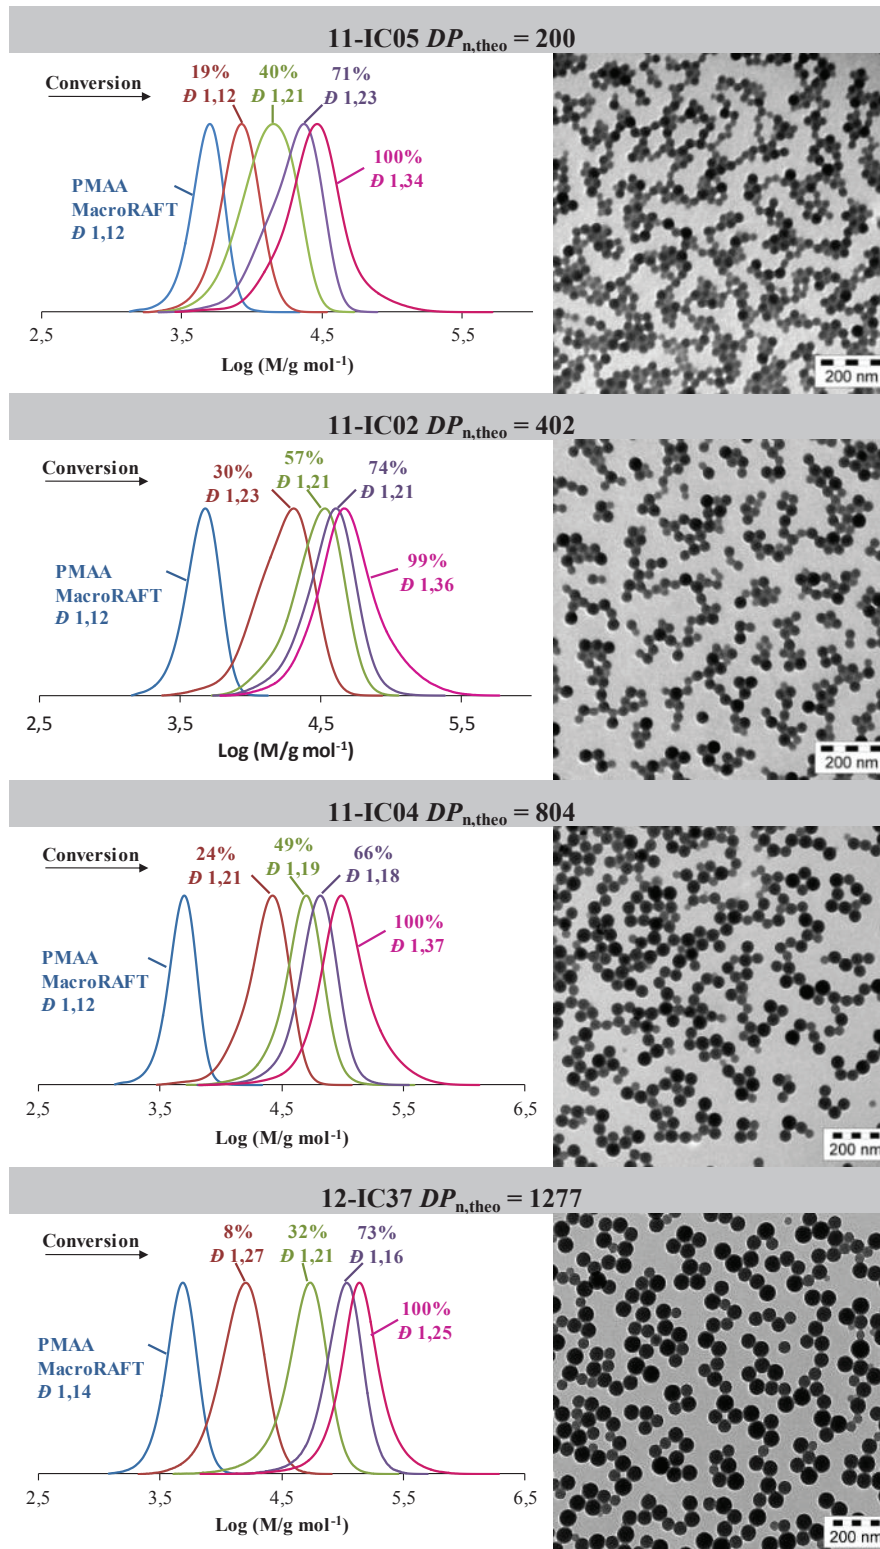 11-IC05 DPn,theo = 200
Conversion
19%
Đ 1,12
40%
Đ 1,21
71%
Đ 1,23
100%
Đ 1,34
PMAA
MacroRAFT
Đ 1,12
2,5 3,5 4,5 5,5
Log (M/g mol-1)
200 nm
11-IC02 DPn,theo = 402
Conversion
30%
Đ 1,23
57%
Đ 1,21
74%
Đ 1,21
99%
Đ 1,36
PMAA
MacroRAFT
Đ 1,12
2,5 3,5 4,5 5,5
Log (M/g mol-1)
200 nm
11-IC04 DPn,theo = 804
Conversion
24%
Đ 1,21
49%
Đ 1,19
66%
Đ 1,18
100%
Đ 1,37
PMAA
MacroRAFT
Đ 1,12
2,5 3,5 4,5 5,5 6,5
Log (M/g mol-1)
200 nm
12-IC37 DPn,theo = 1277
Conversion
8%
Đ 1,27
32%
Đ 1,21
73%
Đ 1,16
100%
Đ 1,25
PMAA
MacroRAFT
Đ 1,14
2,5 3,5 4,5 5,5 6,5
Log (M/g mol-1)
200 nm